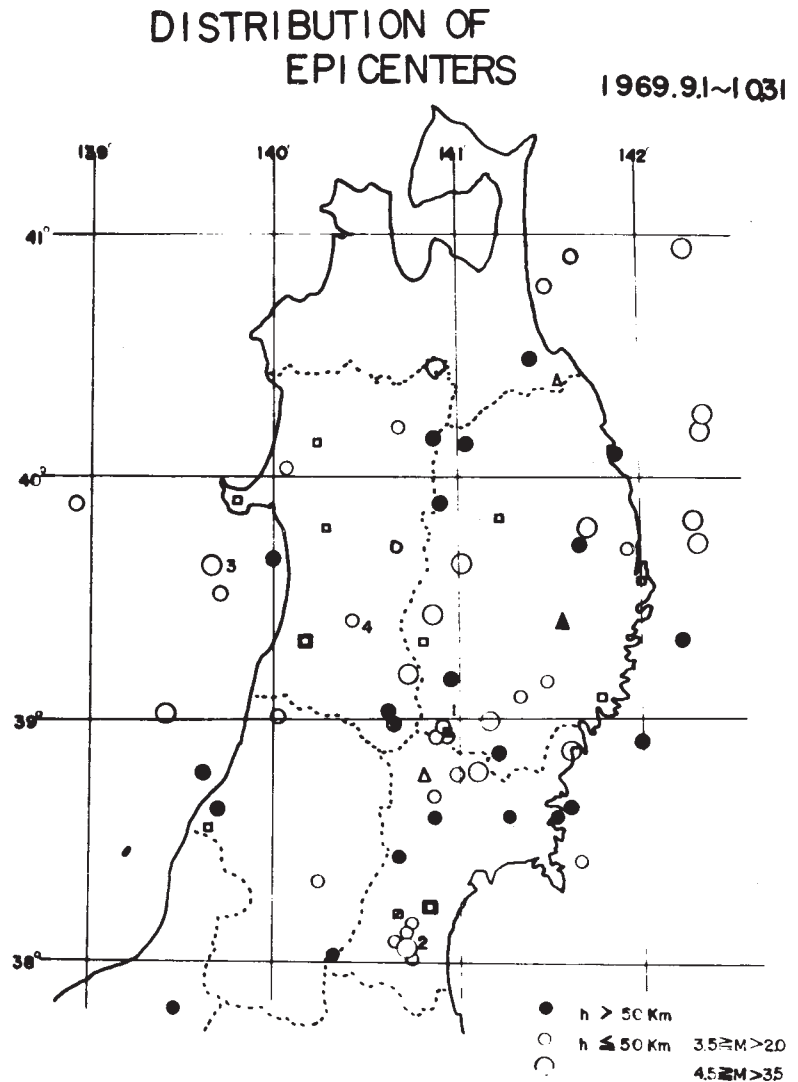 DISTRIBUTION OF
EPICENTERS
1969.9.1~10.31
139° 140° 141° 142°
41°
40°
3
4
39°
2
38°
h > 50 Km
h ≦ 50 Km 3.5≧M>2.0
4.5≧M>3.5